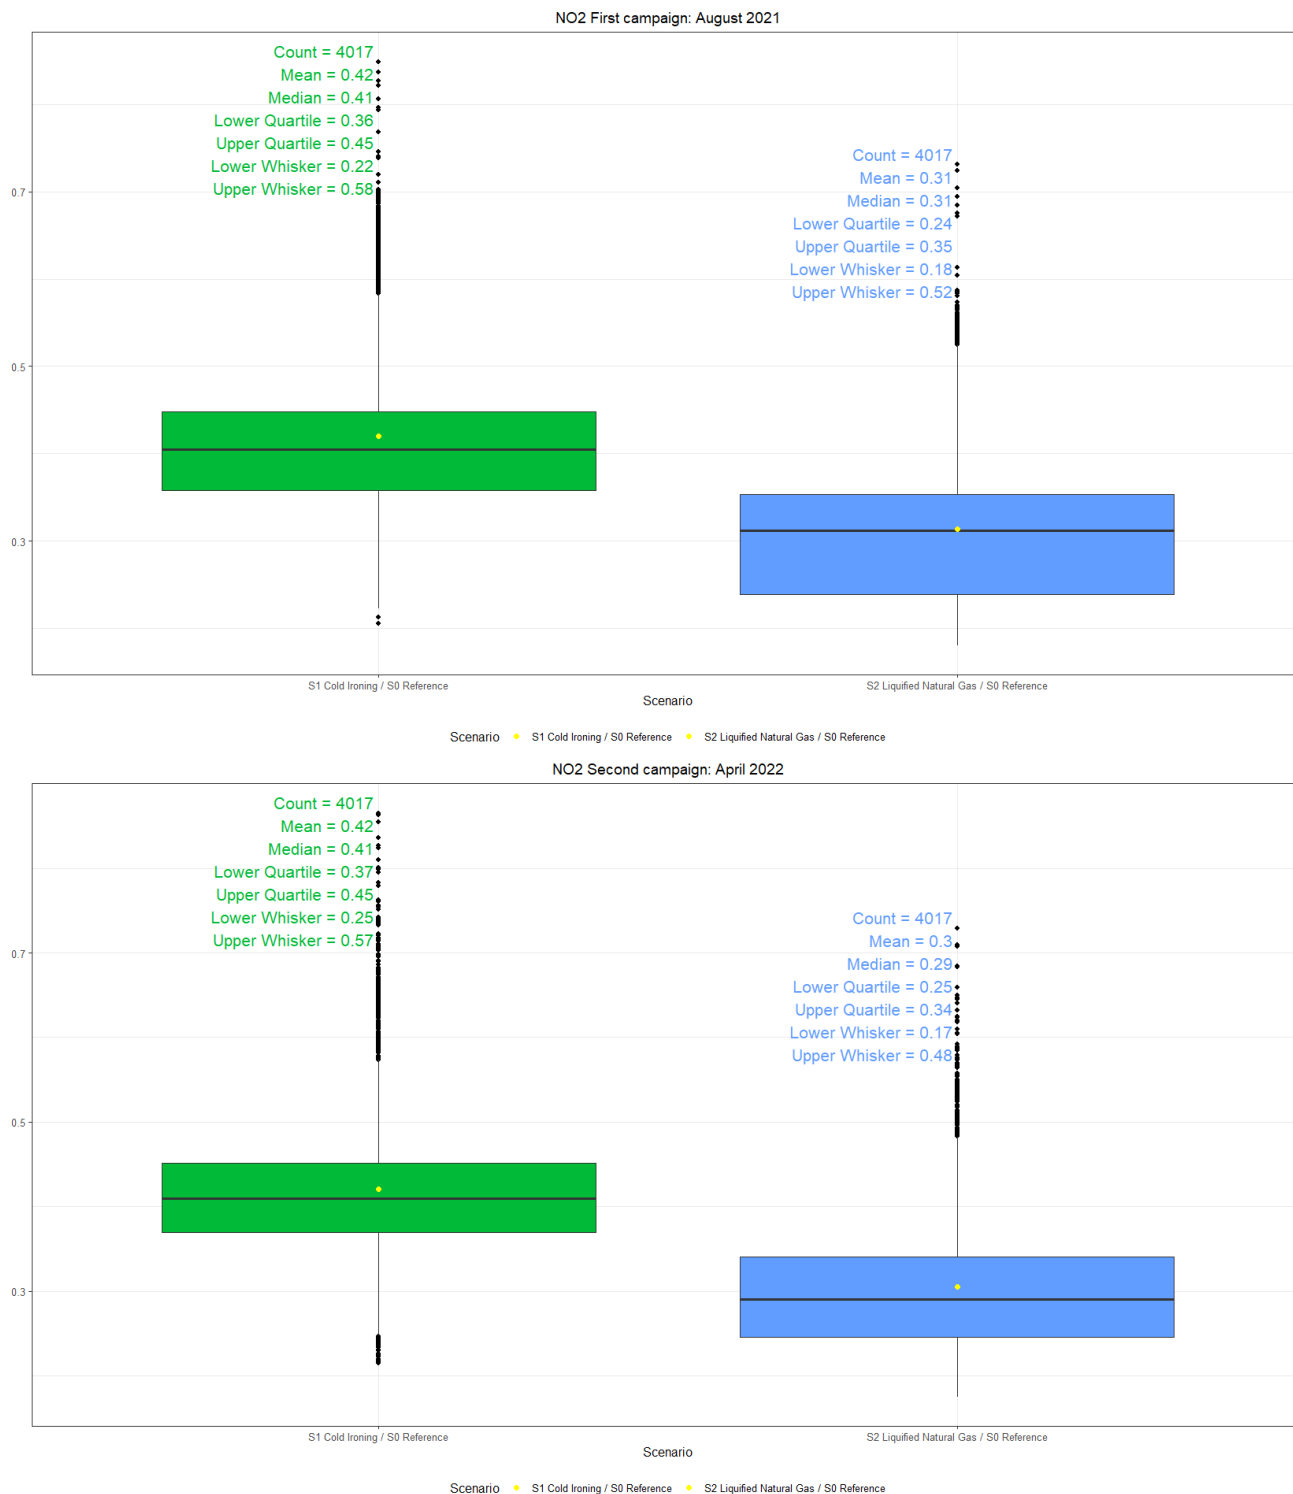 NO2 First campaign: August 2021
Count = 4017
Mean = 0.42
Median = 0.41
Lower Quartile = 0.36
Upper Quartile = 0.45
Lower Whisker = 0.22
Upper Whisker = 0.58
Count = 4017
Mean = 0.31
Median = 0.31
Lower Quartile = 0.24
Upper Quartile = 0.35
Lower Whisker = 0.18
Upper Whisker = 0.52
0.7
0.5
0.3
S1 Cold Ironing / S0 Reference
S2 Liquified Natural Gas / S0 Reference
Scenario
Scenario S1 Cold Ironing / S0 Reference S2 Liquified Natural Gas / S0 Reference
NO2 Second campaign: April 2022
Count = 4017
Mean = 0.42
Median = 0.41
Lower Quartile = 0.37
Upper Quartile = 0.45
Lower Whisker = 0.25
Upper Whisker = 0.57
Count = 4017
Mean = 0.3
Median = 0.29
Lower Quartile = 0.25
Upper Quartile = 0.34
Lower Whisker = 0.17
Upper Whisker = 0.48
0.7
0.5
0.3
S1 Cold Ironing / S0 Reference
S2 Liquified Natural Gas / S0 Reference
Scenario
Scenario S1 Cold Ironing / S0 Reference S2 Liquified Natural Gas / S0 Reference